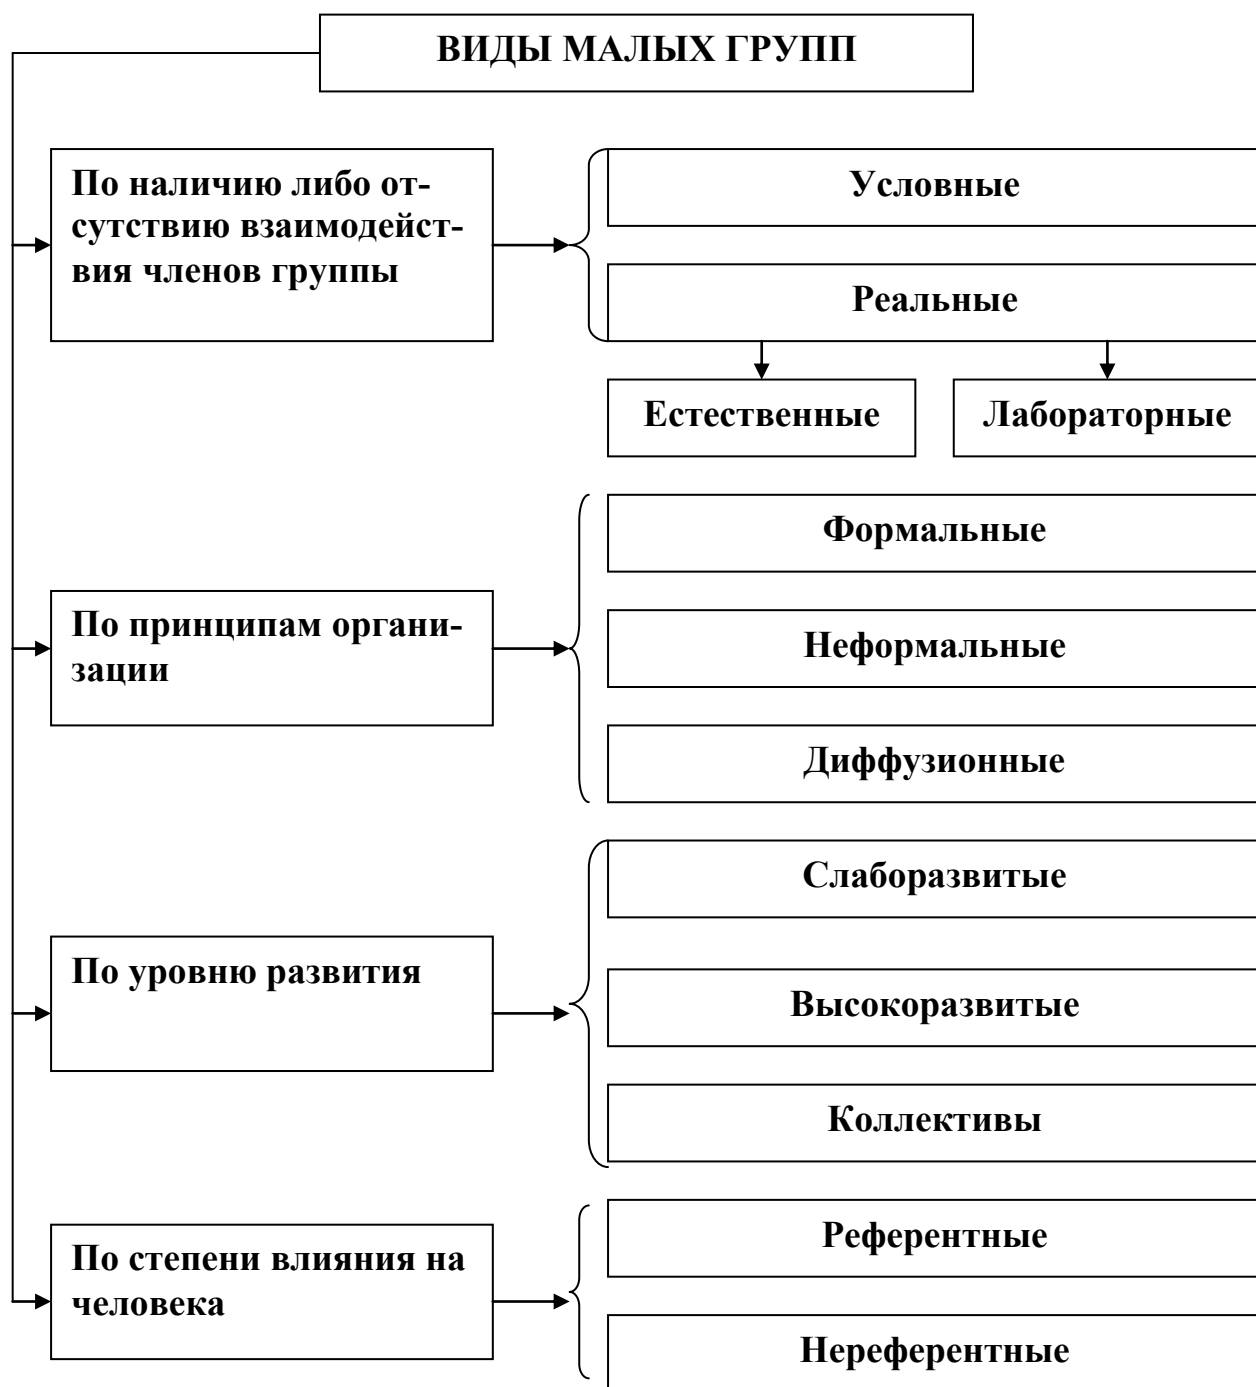 ВИДЫ МАЛЫХ ГРУПП
По наличию либо от-
сутствию взаимодейст-
вия членов группы
Условные
Реальные
Естественные
Лабораторные
По принципам органи-
зации
Формальные
Неформальные
Диффузионные
По уровню развития
Слаборазвитые
Высокоразвитые
Коллективы
По степени влияния на
человека
Референтные
Нереферентные